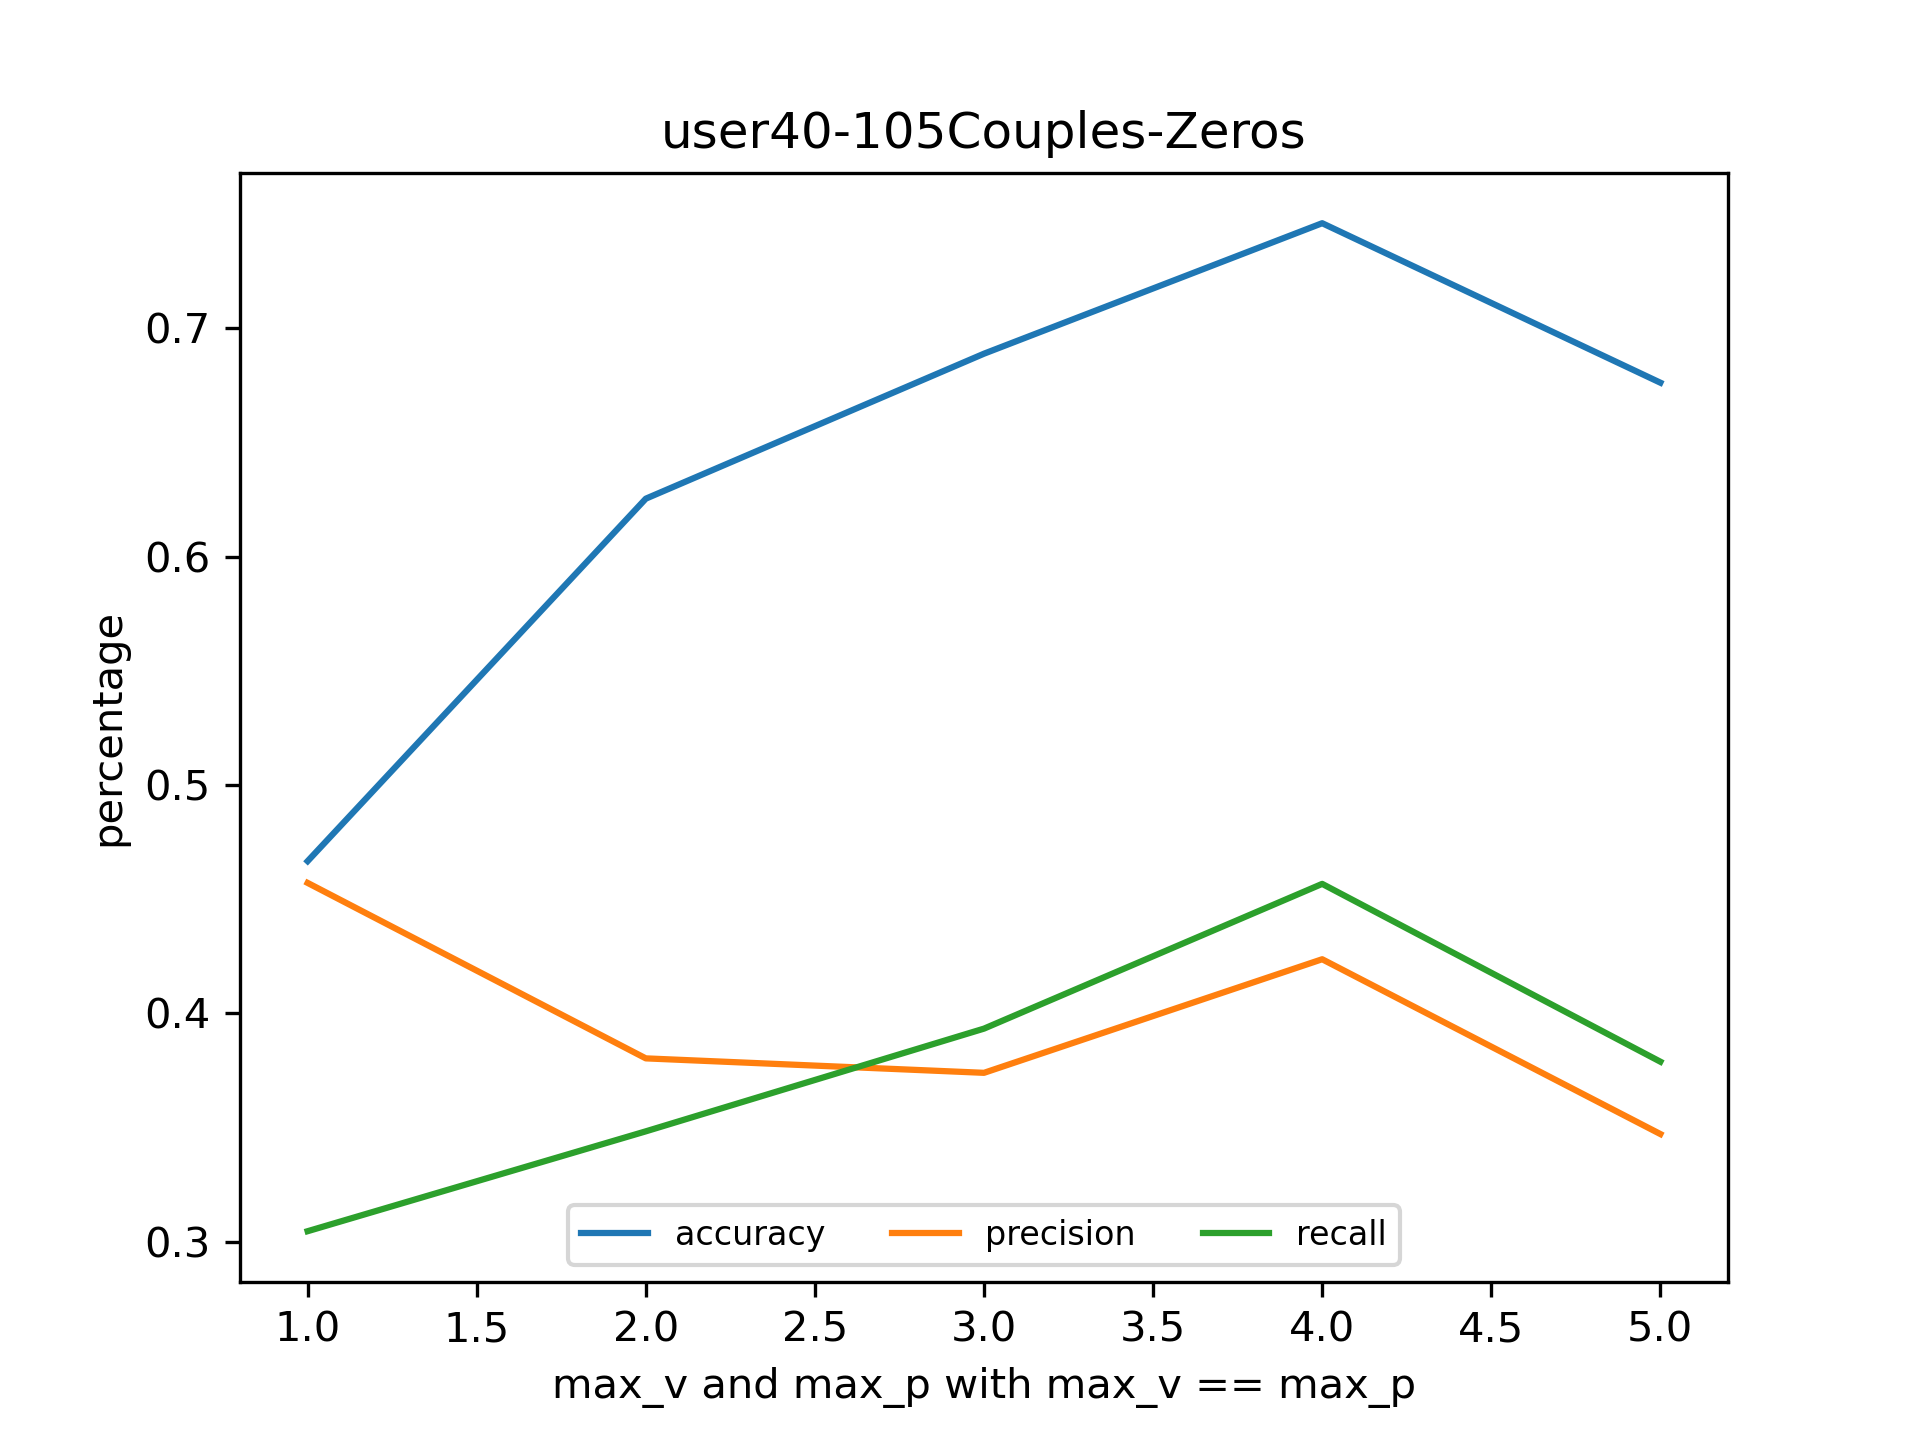 user40-105Couples-Zeros
percentage
0.7
0.6
0.5
0.4
0.3
accuracy precision recall
1.0 1.5 2.0 2.5 3.0 3.5 4.0 4.5 5.0
max_v and max_p with max_v == max_p